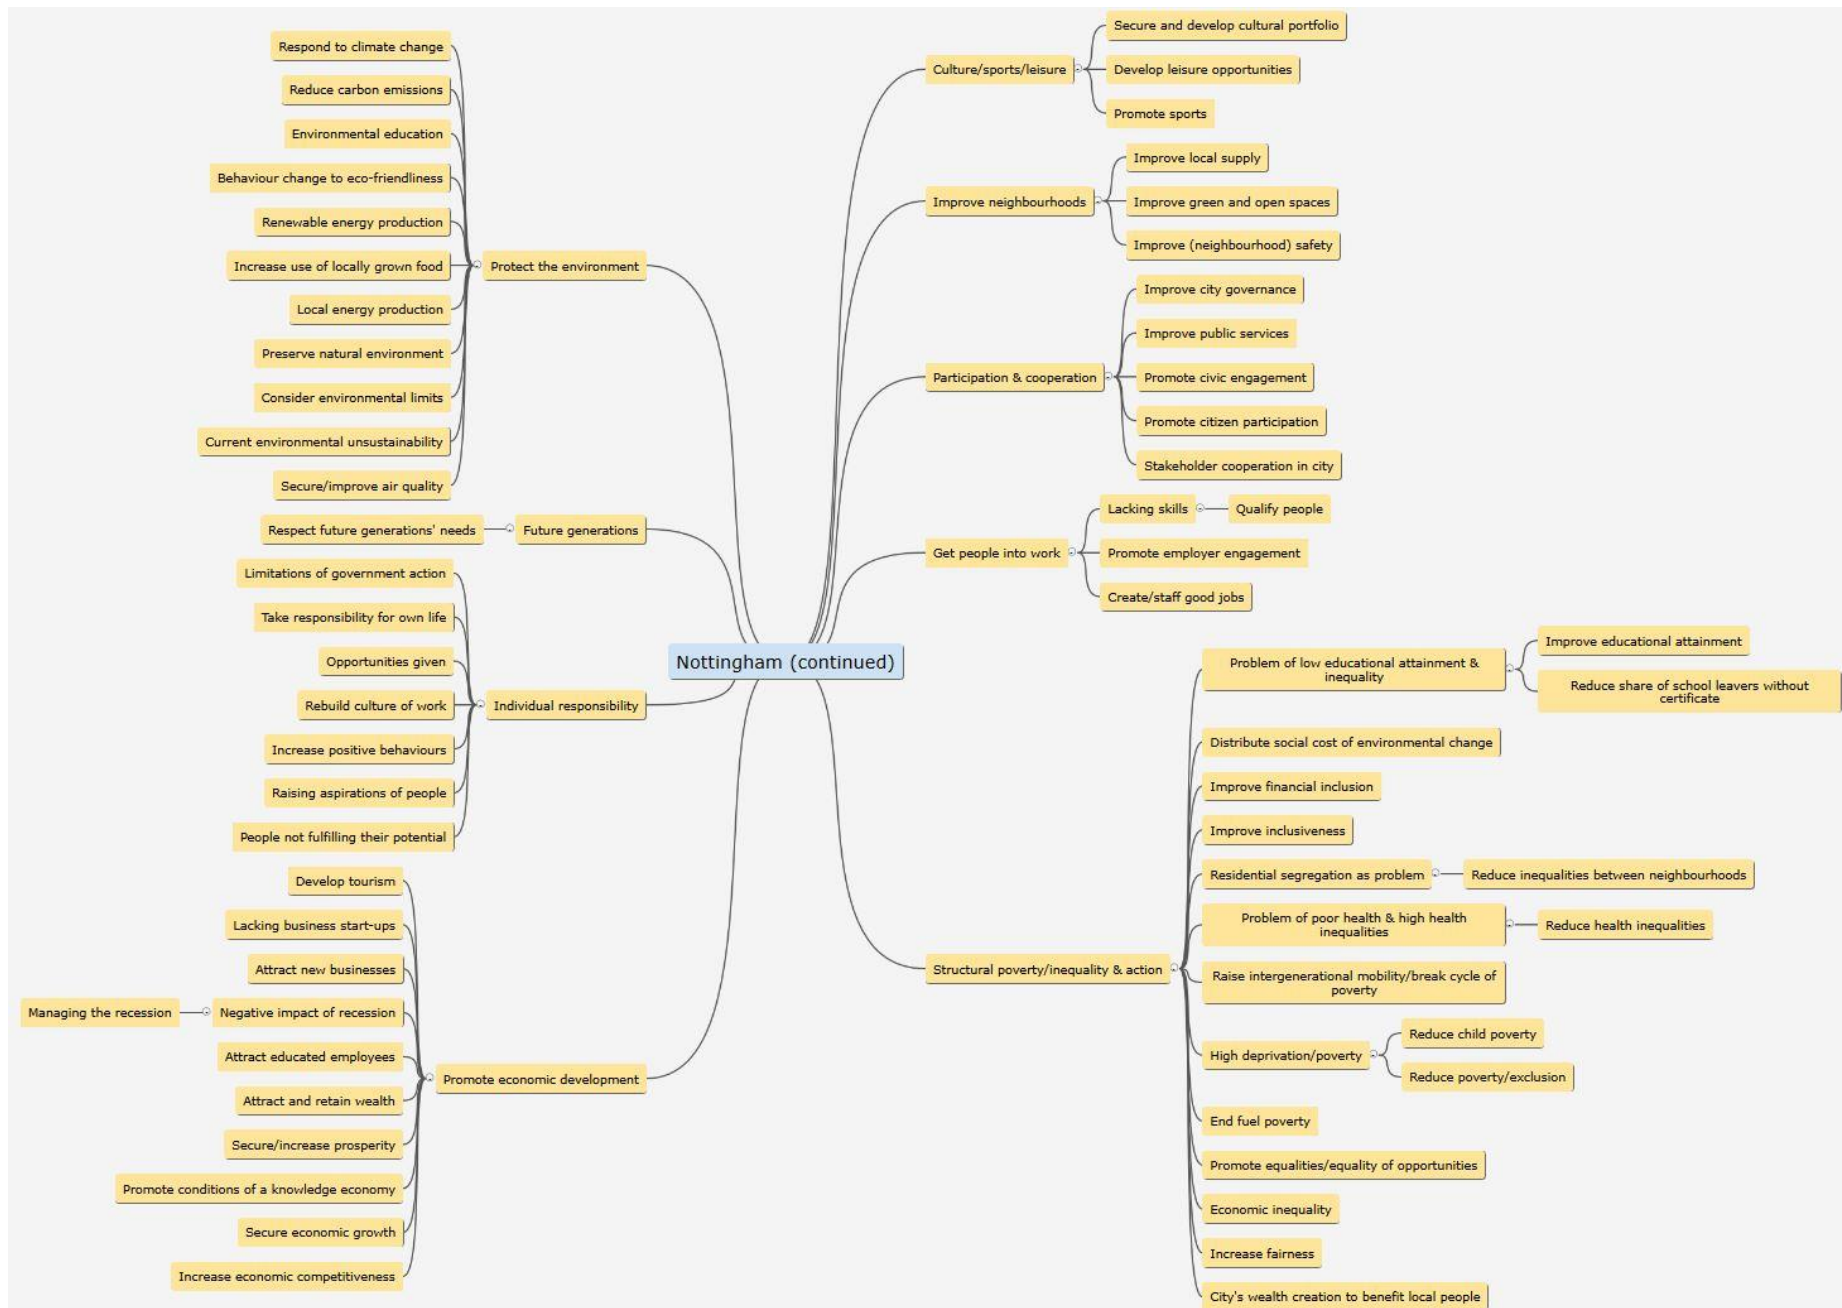 Respond to climate change
Reduce carbon emissions
Environmental education
Behaviour change to eco-friendliness
Renewable energy production
Increase use of locally grown food
Local energy production
Preserve natural environment
Consider environmental limits
Current environmental unsustainability
Secure/improve air quality
Protect the environment
Respect future generations' needs
Future generations
Limitations of government action
Take responsibility for own life
Opportunities given
Rebuild culture of work
Increase positive behaviours
Raising aspirations of people
People not fulfilling their potential
Individual responsibility
Develop tourism
Lacking business start-ups
Attract new businesses
Managing the recession
Negative impact of recession
Attract educated employees
Attract and retain wealth
Secure/increase prosperity
Promote conditions of a knowledge economy
Secure economic growth
Increase economic competitiveness
Promote economic development
Nottingham (continued)
Culture/sports/leisure
Secure and develop cultural portfolio
Develop leisure opportunities
Promote sports
Improve neighbourhoods
Improve local supply
Improve green and open spaces
Improve (neighbourhood) safety
Participation & cooperation
Improve city governance
Improve public services
Promote civic engagement
Promote citizen participation
Stakeholder cooperation in city
Get people into work
Lacking skills
Qualify people
Promote employer engagement
Create/staff good jobs
Structural poverty/inequality & action
Problem of low educational attainment &
inequality
Improve educational attainment
Reduce share of school leavers without
certificate
Distribute social cost of environmental change
Improve financial inclusion
Improve inclusiveness
Residential segregation as problem
Reduce inequalities between neighbourhoods
Problem of poor health & high health
inequalities
Reduce health inequalities
Raise intergenerational mobility/break cycle of
poverty
High deprivation/poverty
Reduce child poverty
Reduce poverty/exclusion
End fuel poverty
Promote equalities/equality of opportunities
Economic inequality
Increase fairness
City's wealth creation to benefit local people